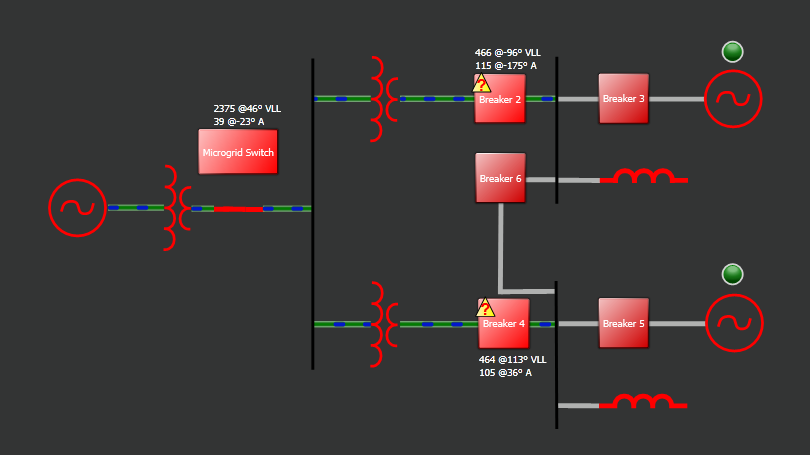 466 @-96° VLL
115 @-175° A
?
Breaker 2
Breaker 3
2375 @46° VLL
39 @-23° A
Microgrid Switch
Breaker 6
?
Breaker 4
Breaker 5
464 @113° VLL
105 @36° A